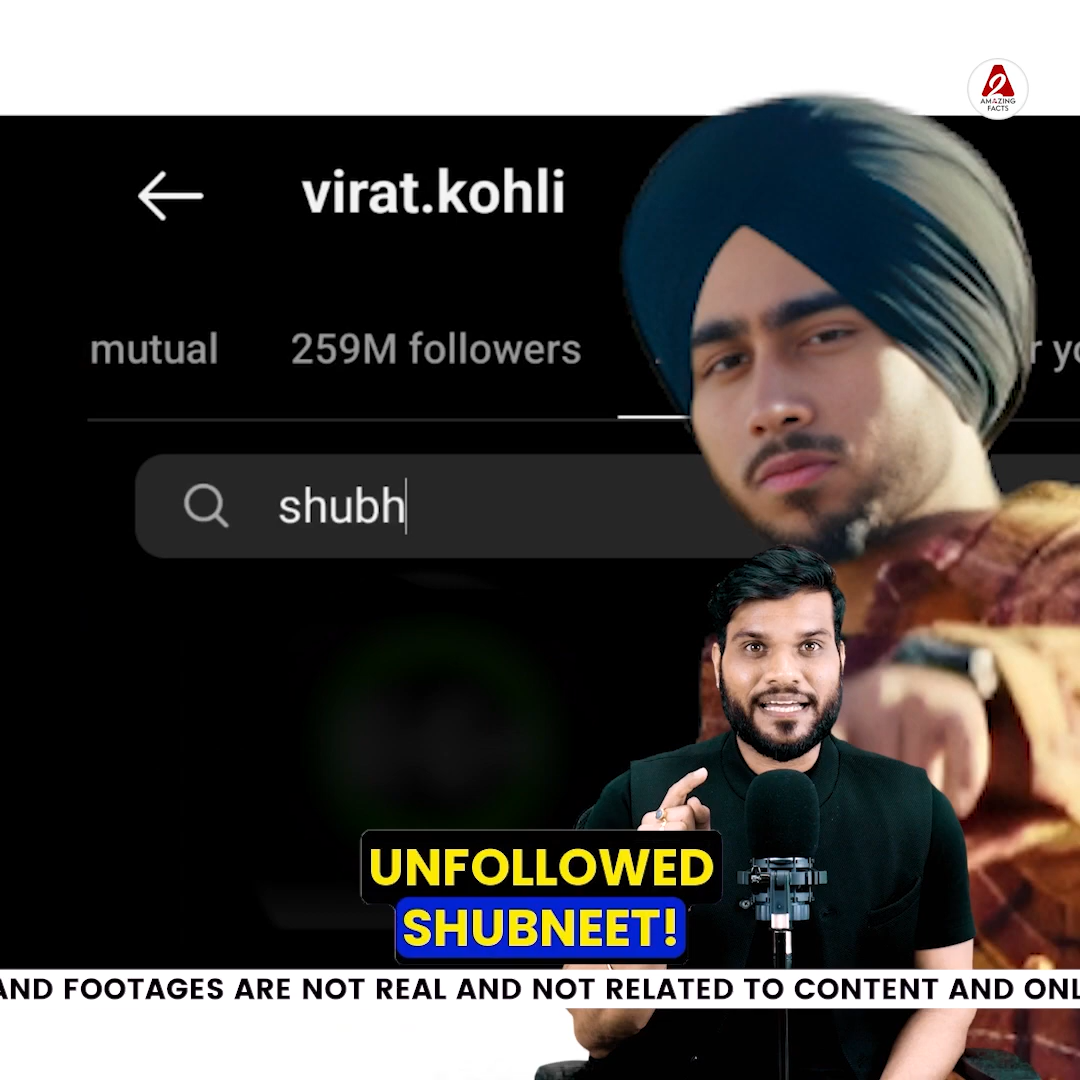 A2
AMAZING
FACTS
virat.kohli
mutual
259M followers
shubh
UNFOLLOWED
SHUBNEET!
AND FOOTAGES ARE NOT REAL AND NOT RELATED TO CONTENT AND ONL